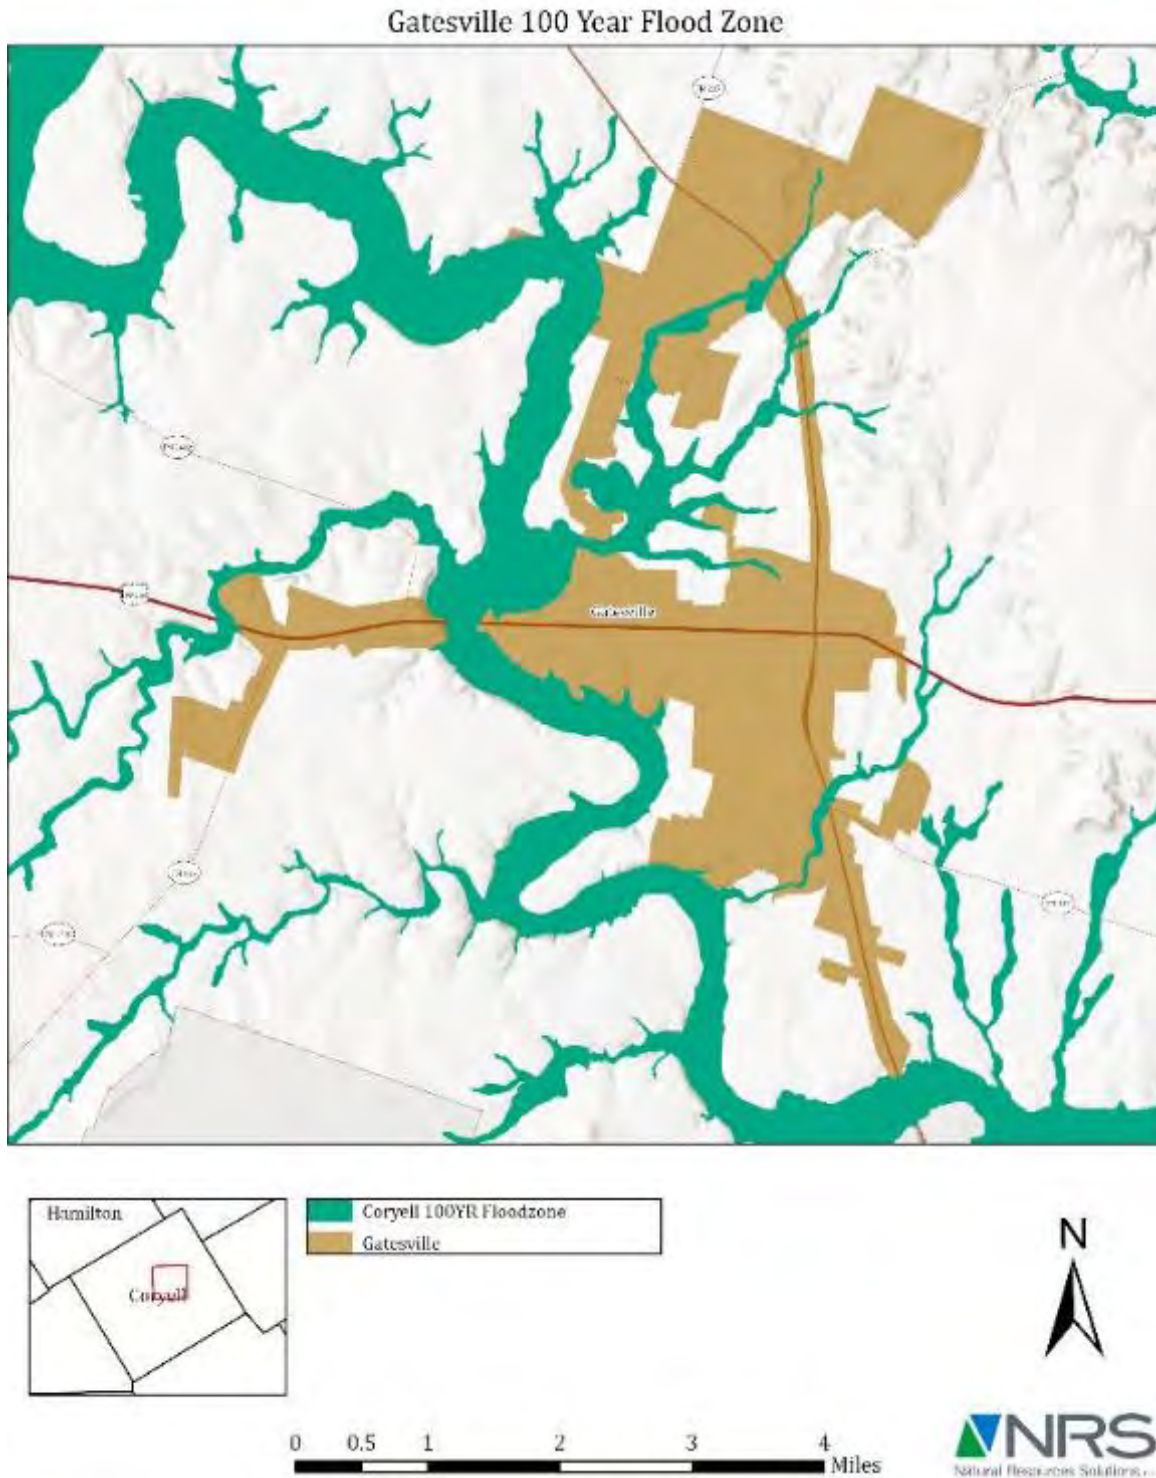 Gatesville 100 Year Flood Zone
Gatesville
Hamilton
Coryell
Coryell 100YR Floodzone
Gatesville
N
0 0.5 1 2 3 4
Miles
NRS
Natural Resources Solutions